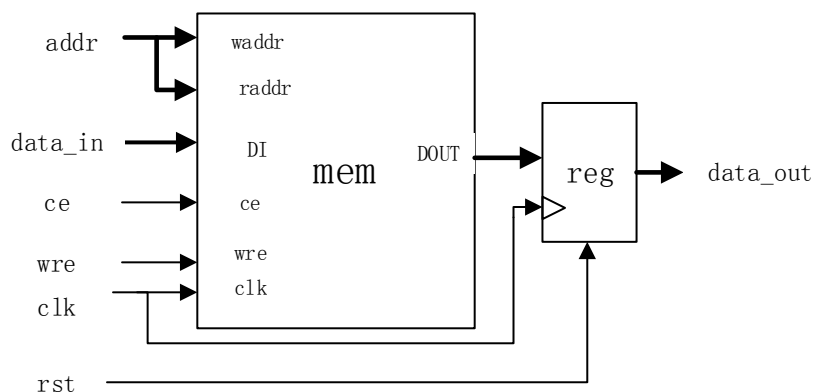 addr
waddr
raddr
data_in
DI
mem
DOUT
reg
data_out
ce
ce
wre
wre
clk
clk
rst